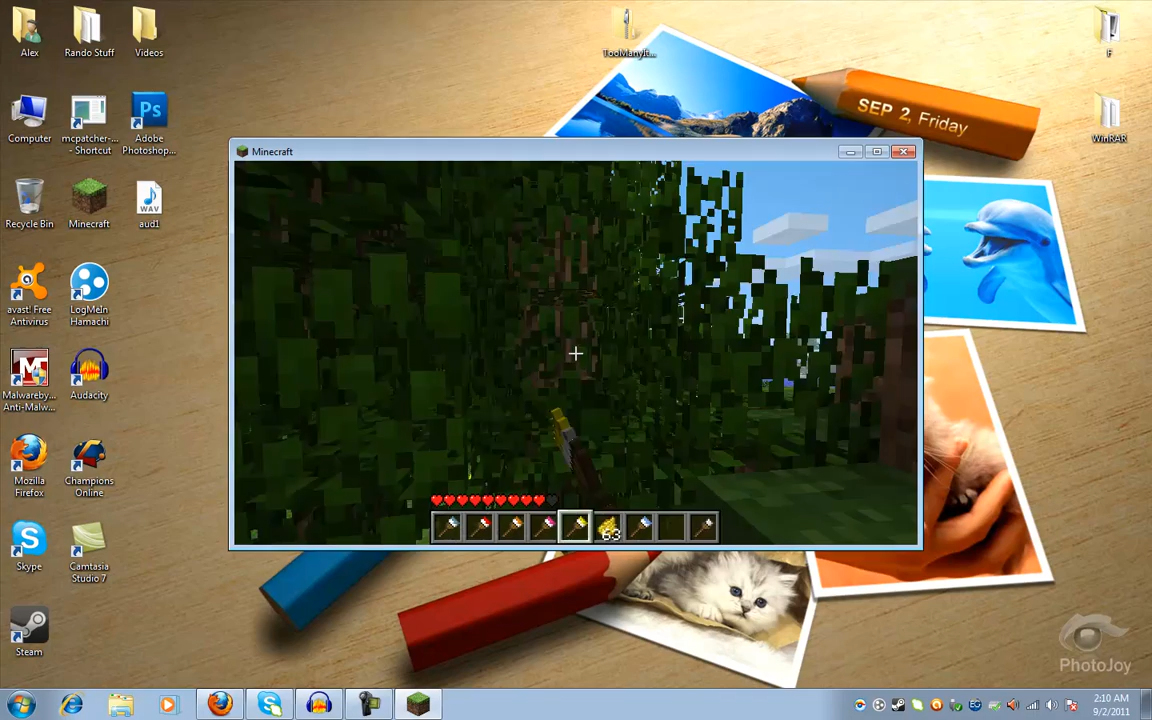 Alex
Rando Stuff
Videos
TooManyIt...
F
SEP 2, Friday
Computer
mcpatcher-...
- Shortcut
Ps
Adobe
Photoshop...
WinRAR
Minecraft
Recycle Bin
Minecraft
WAV
aud1
avast! Free
Antivirus
LogMeIn
Hamachi
Malwareby...
Anti-Malw...
Audacity
Mozilla
Firefox
Champions
Online
63
Skype
Camtasia
Studio 7
Steam
PhotoJoy
2:10 AM
9/2/2011